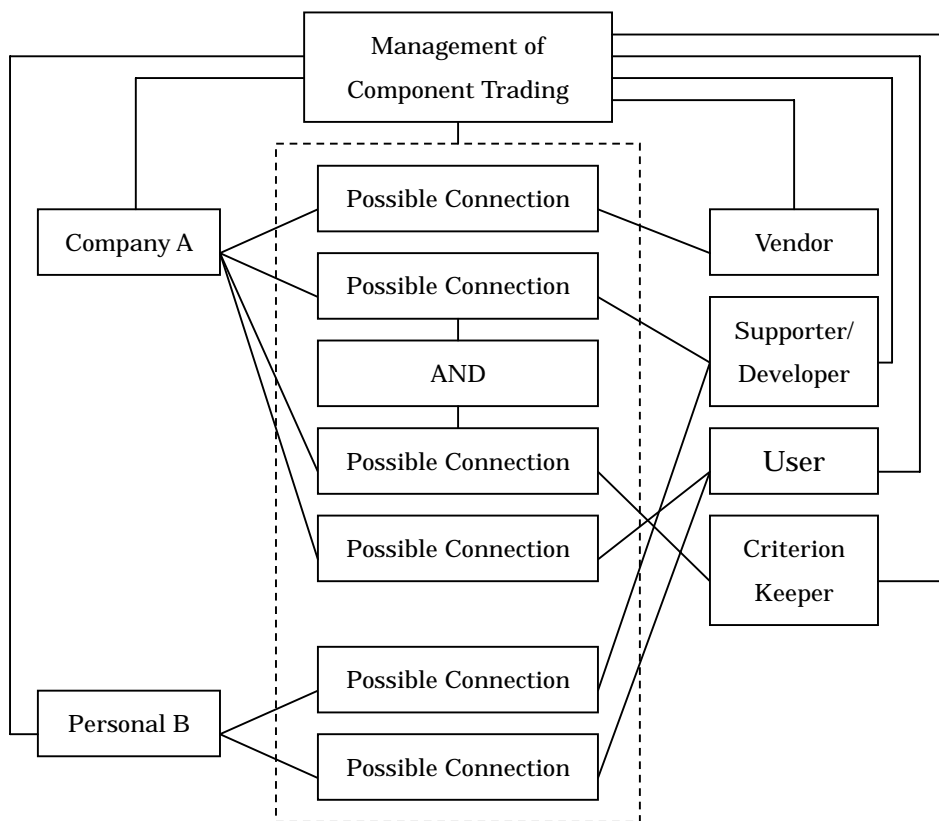 Management of
Component Trading
Possible Connection
Company A
Vendor
Possible Connection
Supporter/
Developer
AND
Possible Connection
User
Possible Connection
Criterion
Keeper
Possible Connection
Personal B
Possible Connection